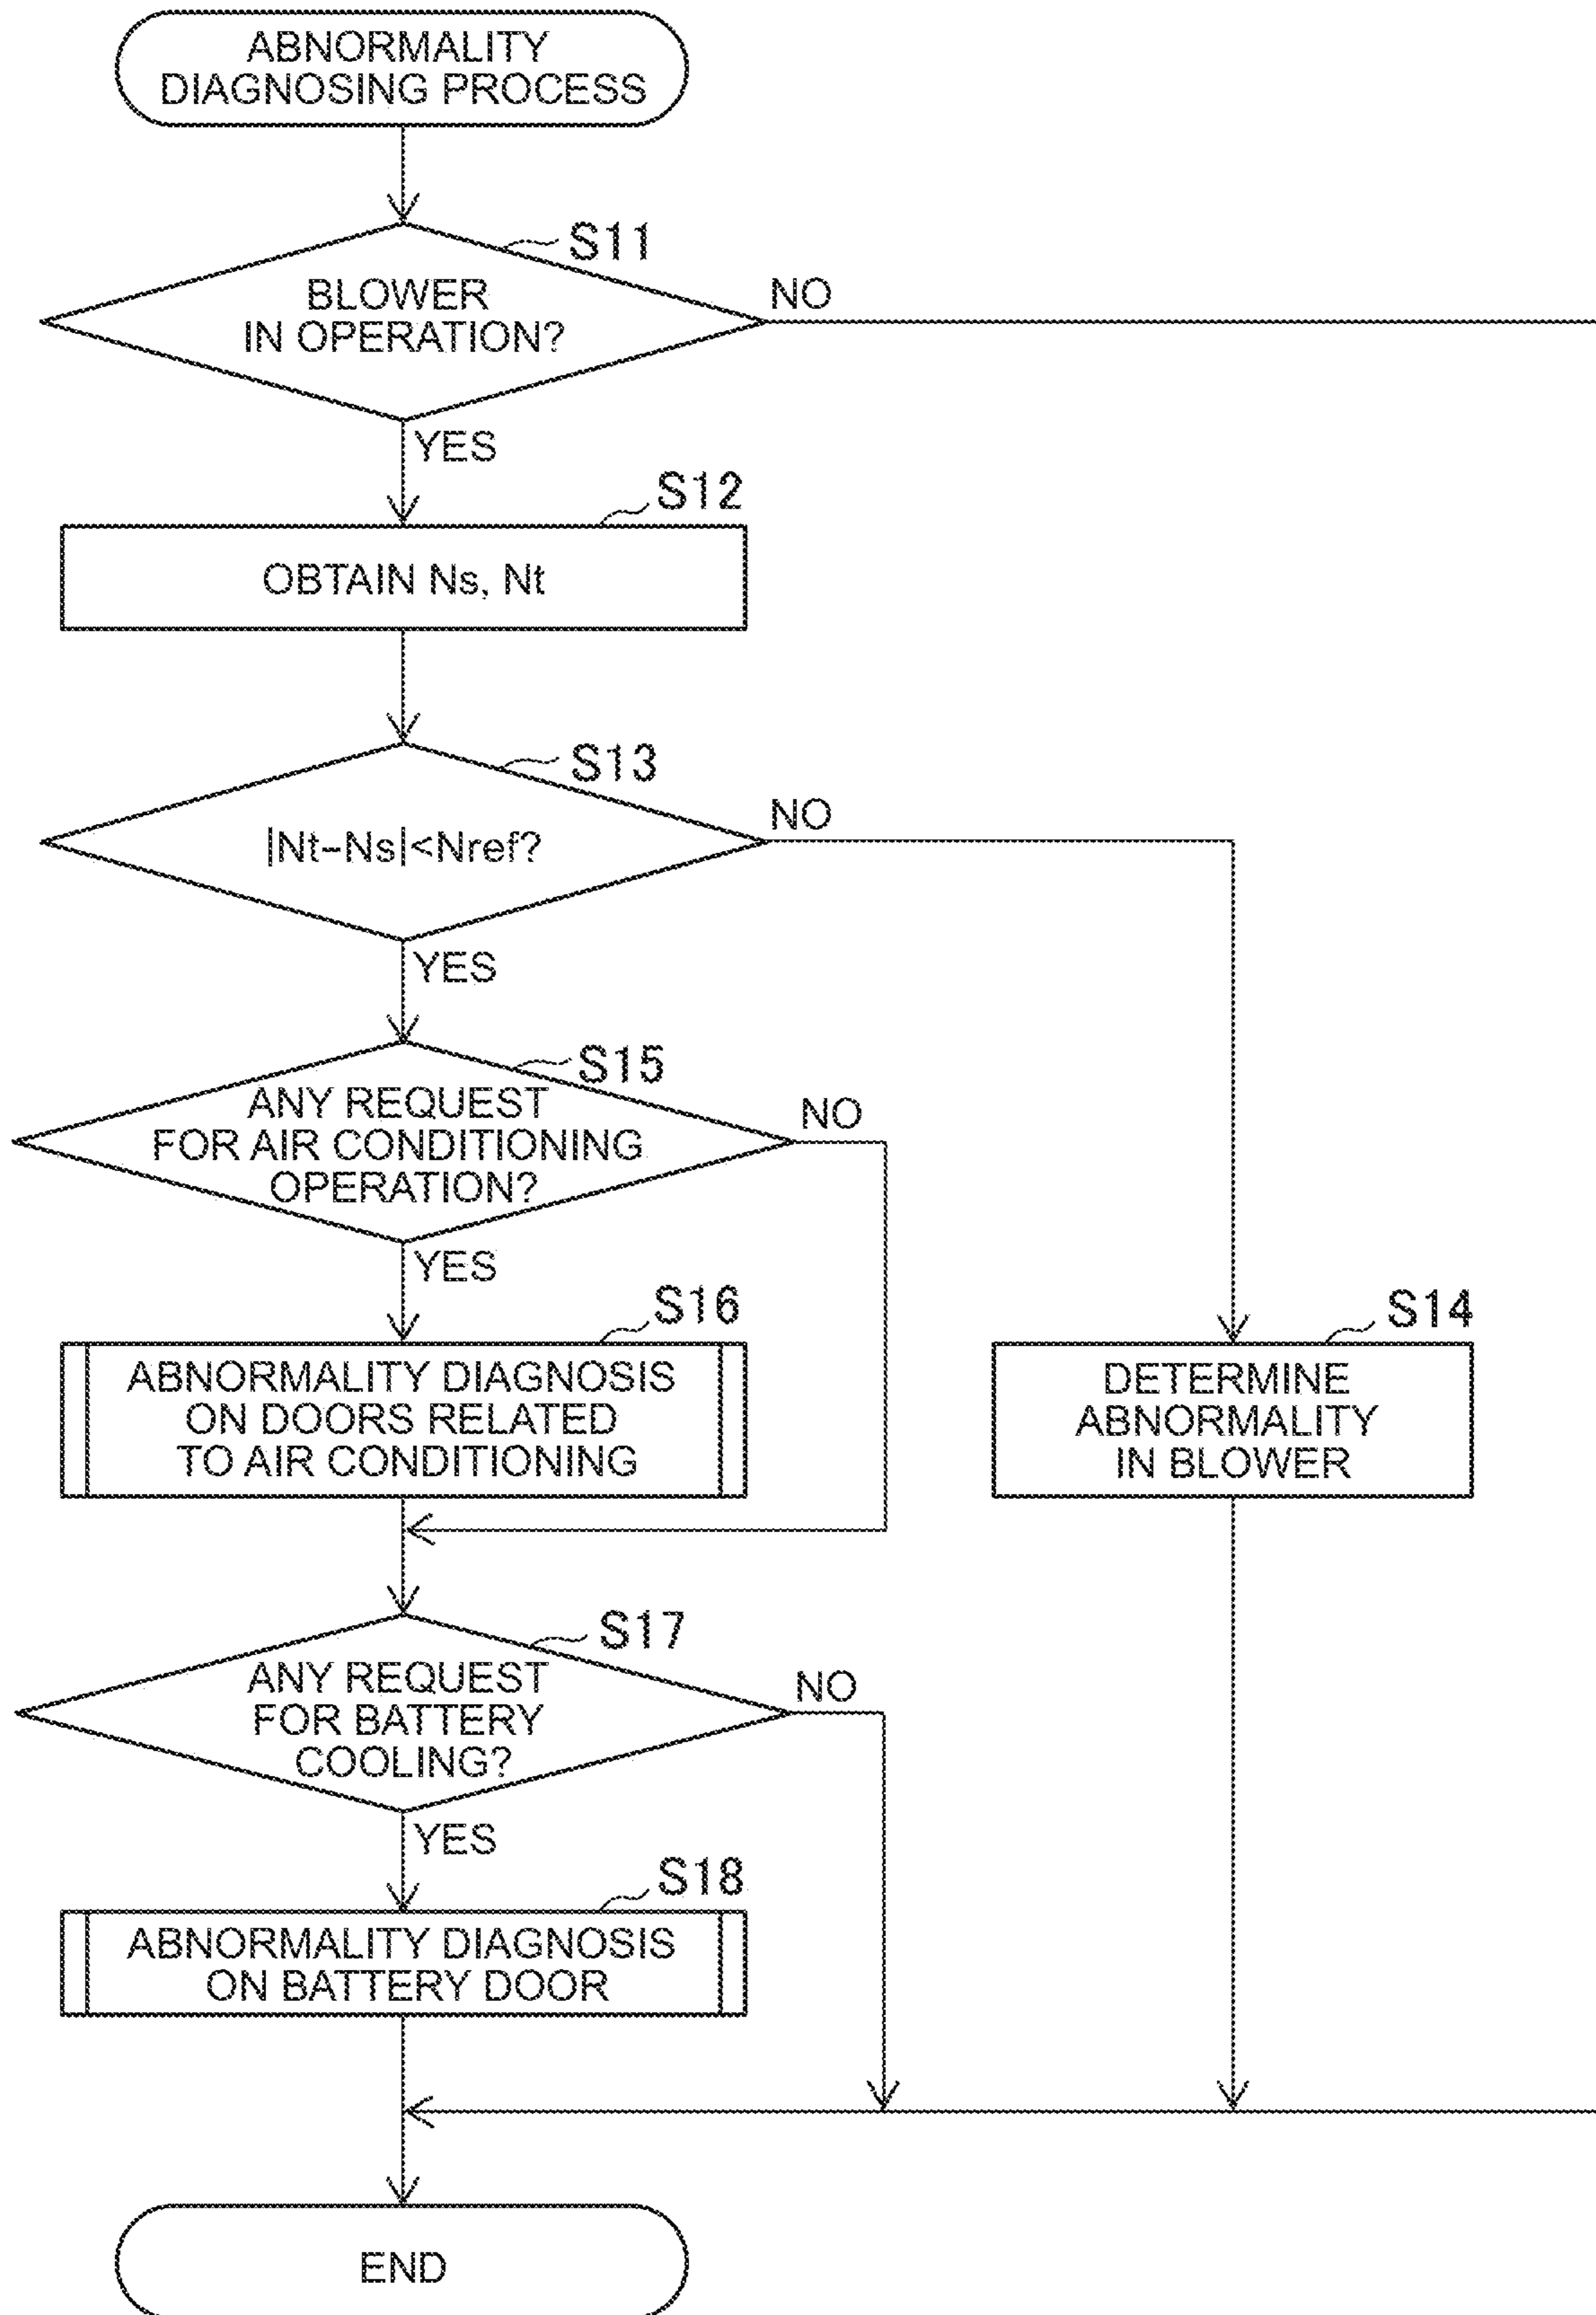 ABNORMALITY
DIAGNOSING PROCESS
S11
BLOWER
IN OPERATION?
NO
YES
S12
OBTAIN Ns, Nt
S13
|Nt-Ns|<Nref?
NO
YES
S15
ANY REQUEST
FOR AIR CONDITIONING
OPERATION?
NO
YES
S16
ABNORMALITY DIAGNOSIS
ON DOORS RELATED
TO AIR CONDITIONING
S14
DETERMINE
ABNORMALITY
IN BLOWER
S17
ANY REQUEST
FOR BATTERY
COOLING?
NO
YES
S18
ABNORMALITY DIAGNOSIS
ON BATTERY DOOR
END